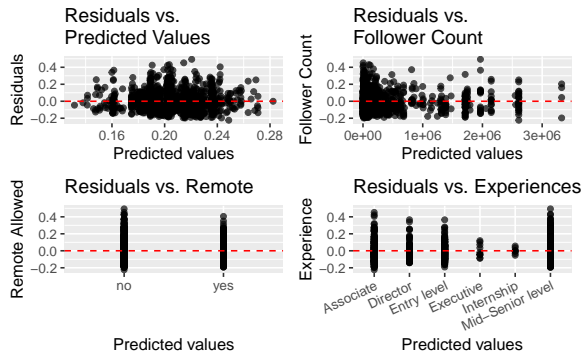 Residuals vs.
Predicted Values
Residuals
0.4
0.2
0.0
−0.2
0.16
0.20
0.24
0.28
Predicted values
Residuals vs.
Follower Count
Follower Count
0.4
0.2
0.0
−0.2
0e+00
1e+06
2e+06
3e+06
Predicted values
Residuals vs. Remote
Remote Allowed
0.4
0.2
0.0
−0.2
no
yes
Predicted values
Residuals vs. Experiences
Experience
0.4
0.2
0.0
−0.2
Associate
Director
Entry level
Executive
Internship
Mid−Senior level
Predicted values